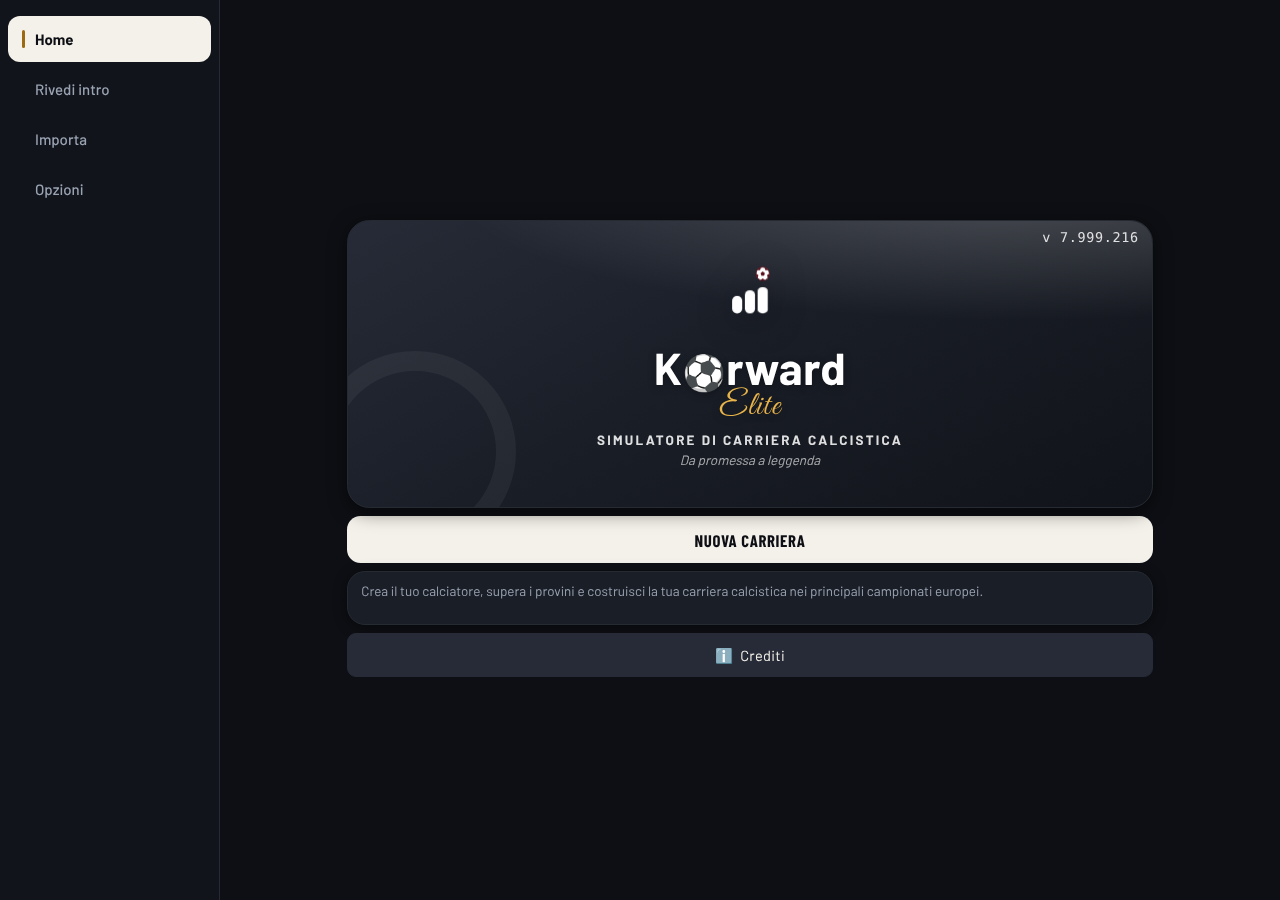 Home
Rivedi intro
Importa
Opzioni
v 7.999.216
K⚽rward
Elite
SIMULATORE DI CARRIERA CALCISTICA
Da promessa a leggenda
NUOVA CARRIERA
Crea il tuo calciatore, supera i provini e costruisci la tua carriera calcistica nei principali campionati europei.
ℹ️ Crediti